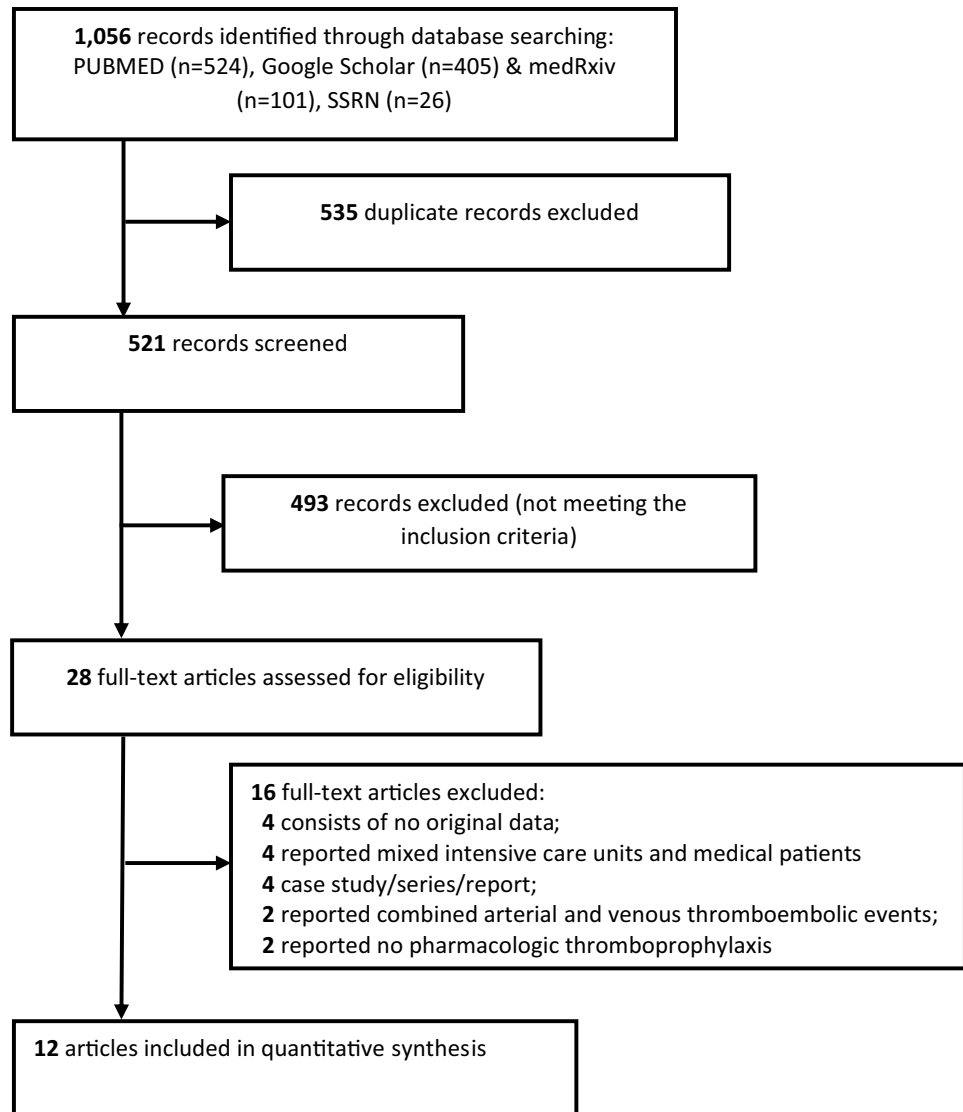 1,056 records identified through database searching:
PUBMED (n=524), Google Scholar (n=405) & medRxiv
(n=101), SSRN (n=26)
535 duplicate records excluded
521 records screened
493 records excluded (not meeting the
inclusion criteria)
28 full-text articles assessed for eligibility
16 full-text articles excluded:
4 consists of no original data;
4 reported mixed intensive care units and medical patients
4 case study/series/report;
2 reported combined arterial and venous thromboembolic events;
2 reported no pharmacologic thromboprophylaxis
12 articles included in quantitative synthesis